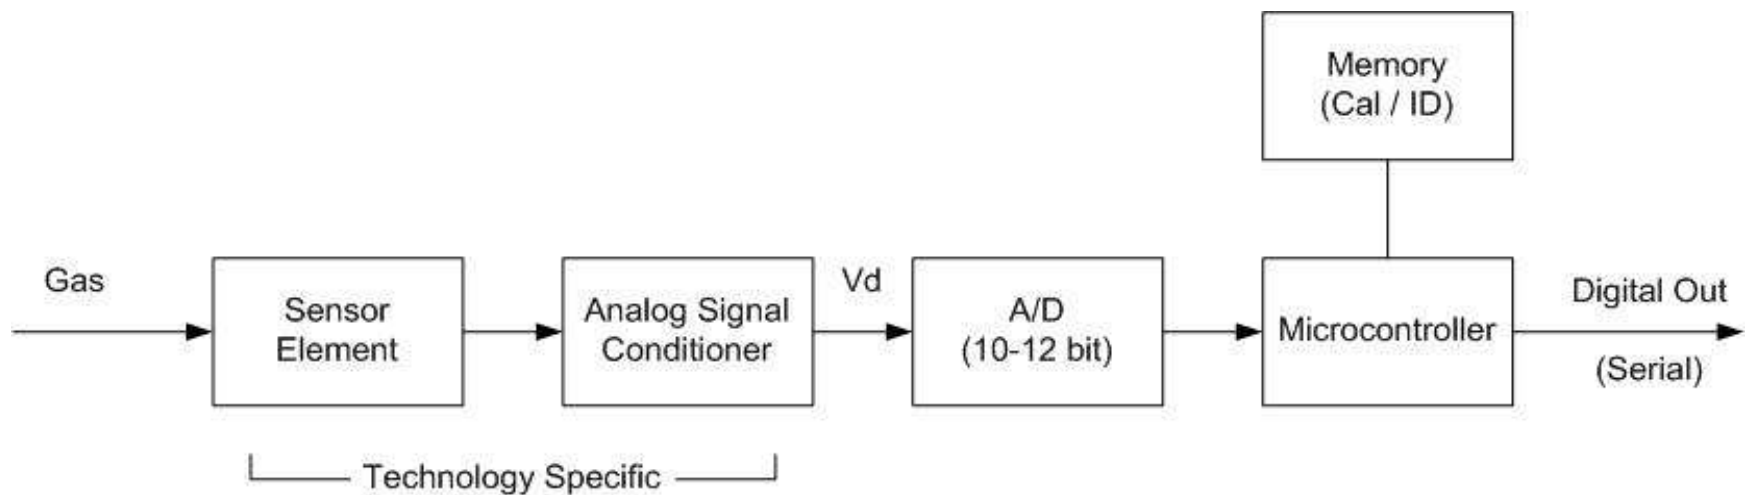 Memory
(Cal / ID)
Gas
Sensor
Element
Analog Signal
Conditioner
Vd
A/D
(10-12 bit)
Microcontroller
Digital Out
(Serial)
Technology Specific